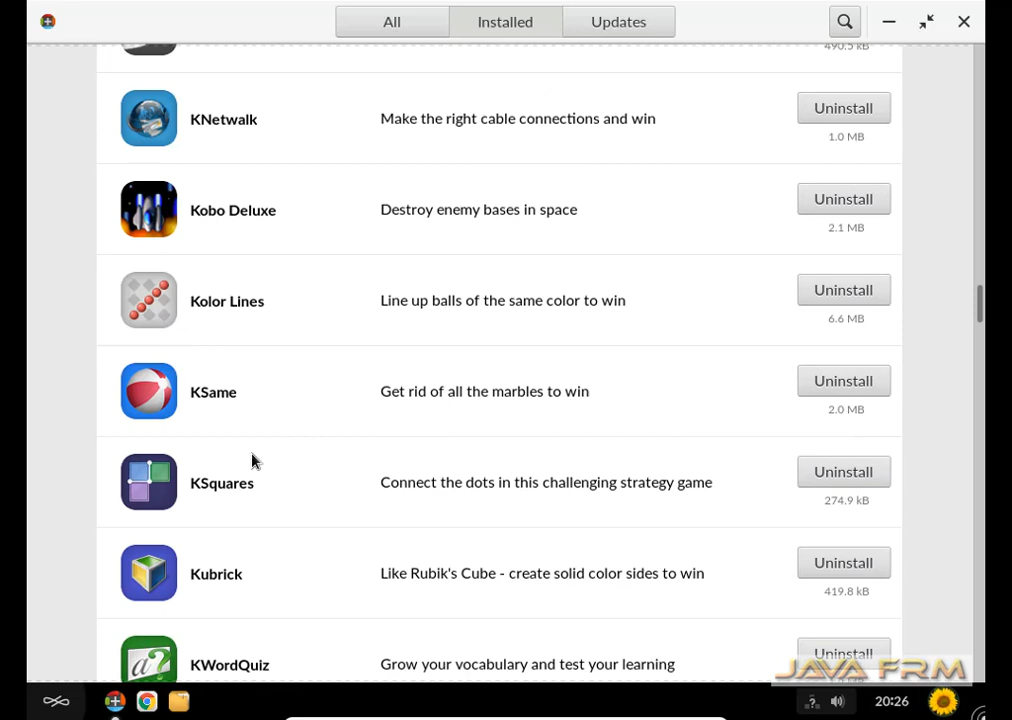 All
Installed
Updates
490.5 kB
KNetwalk
Make the right cable connections and win
Uninstall
1.0 MB
Kobo Deluxe
Destroy enemy bases in space
Uninstall
2.1 MB
Kolor Lines
Line up balls of the same color to win
Uninstall
6.6 MB
KSame
Get rid of all the marbles to win
Uninstall
2.0 MB
KSquares
Connect the dots in this challenging strategy game
Uninstall
274.9 kB
Kubrick
Like Rubik's Cube - create solid color sides to win
Uninstall
419.8 kB
a?
KWordQuiz
Grow your vocabulary and test your learning
Uninstall
JAVA FRM
20:26